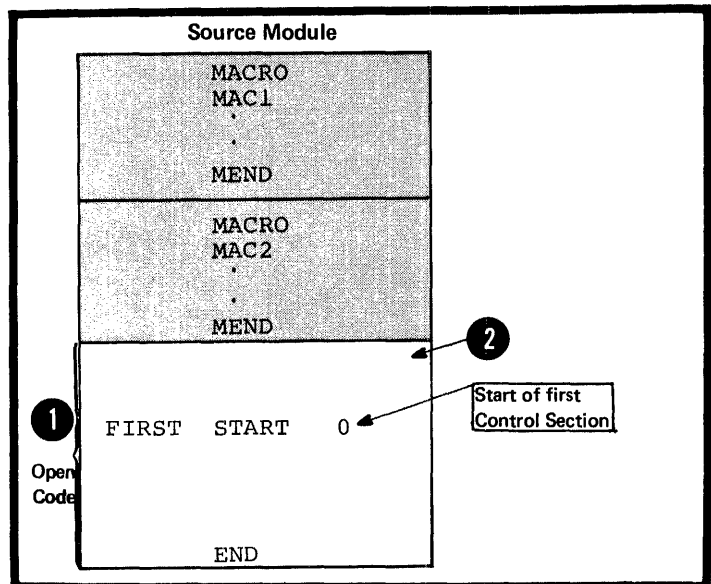 Source Module
MACRO
MAC1
.
.
MEND
MACRO
MAC2
.
.
MEND
2
1
Open
Code
FIRST START 0
Start of first
Control Section
END